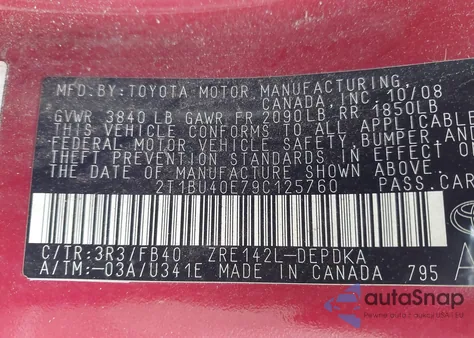 MFD.BY:TOYOTA MOTOR MANUFACTURING
CANADA,INC. 10/08
GVWR 3840LB GAWR FR 2090LB RR 1850LB
THIS VEHICLE CONFORMS TO ALL APPLICABLE
FEDERAL MOTOR VEHICLE SAFETY,BUMPER,AND
THEFT PREVENTION STANDARDS IN EFFECT ON
THE DATE OF MANUFACTURE SHOWN ABOVE.
2T1BU40E79C125760 PASS.CAR
C/TR:3R3/FB40 ZRE142L-DEPDKA
A/TM:-03A/U341E MADE IN CANADA 795
autoSnap